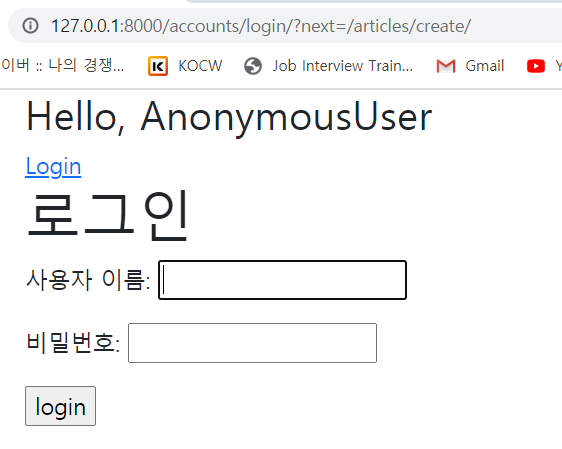 127.0.0.1:8000/accounts/login/?next=/articles/create/
이버 :: 나의 경쟁... KOCW Job Interview Train... Gmail
Hello, AnonymousUser
Login
로그인
사용자 이름:
비밀번호:
login